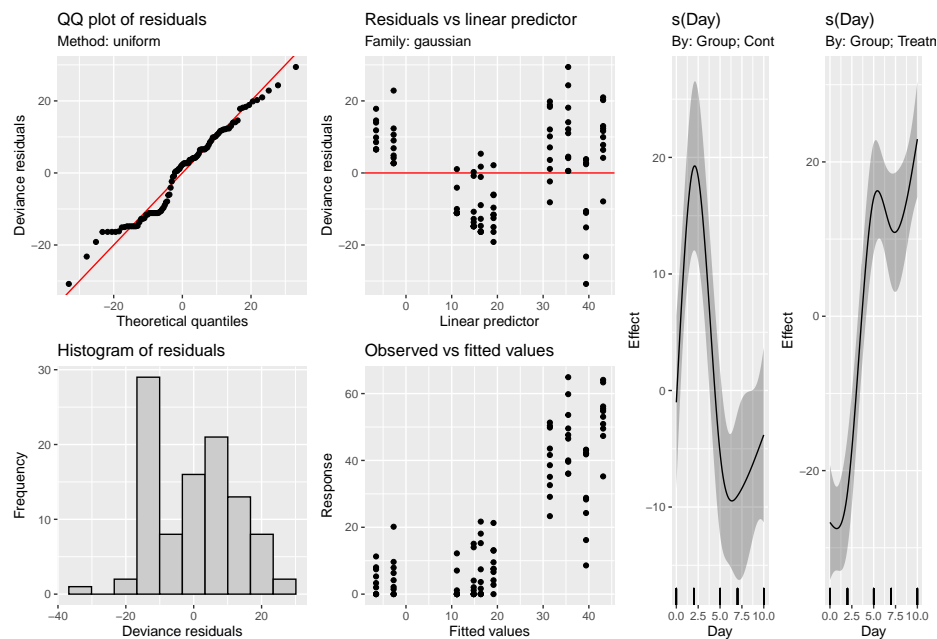 QQ plot of residuals
Method: uniform
20
0
−20
Deviance residuals
−20
0
20
Theoretical quantiles
Residuals vs linear predictor
Family: gaussian
20
0
−20
Deviance residuals
0
10
20
30
40
Linear predictor
Histogram of residuals
30
20
10
0
Frequency
−40
−20
0
20
Deviance residuals
Observed vs fitted values
60
40
20
0
Response
0
10
20
30
40
Fitted values
s(Day)
By: Group; Cont
20
10
0
−10
Effect
0.0 2.5 5.0 7.5 10.0
Day
s(Day)
By: Group; Treatm
20
0
−20
Effect
0.0 2.5 5.0 7.5 10.0
Day